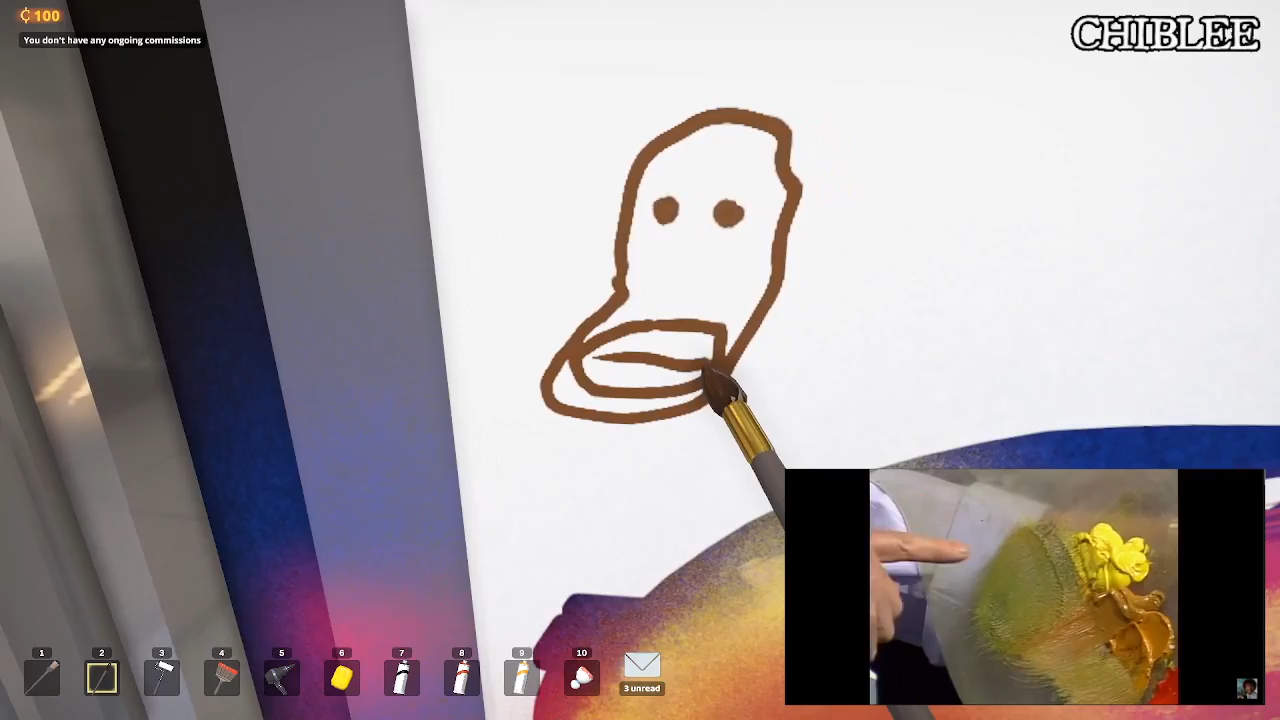 ₵ 100
You don't have any ongoing commissions
CHIBLEE
1 2 3 4 5 6 7 8 9 10
3 unread